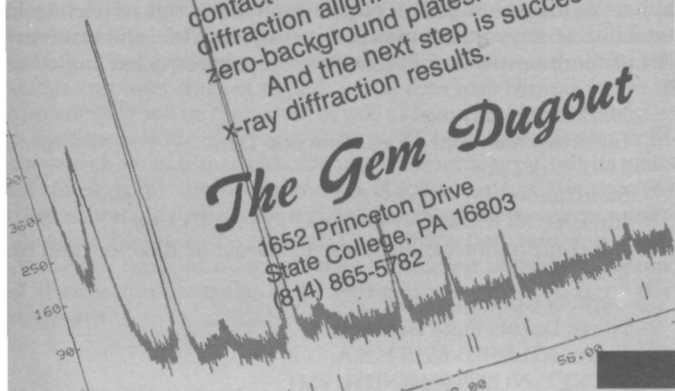 contact
diffraction align
zero-background plates.
And the next step is succe
x-ray diffraction results.
The Gem Dugout
1652 Princeton Drive
State College, PA 16803
(814) 865-5782
360
250
160
90
56.00